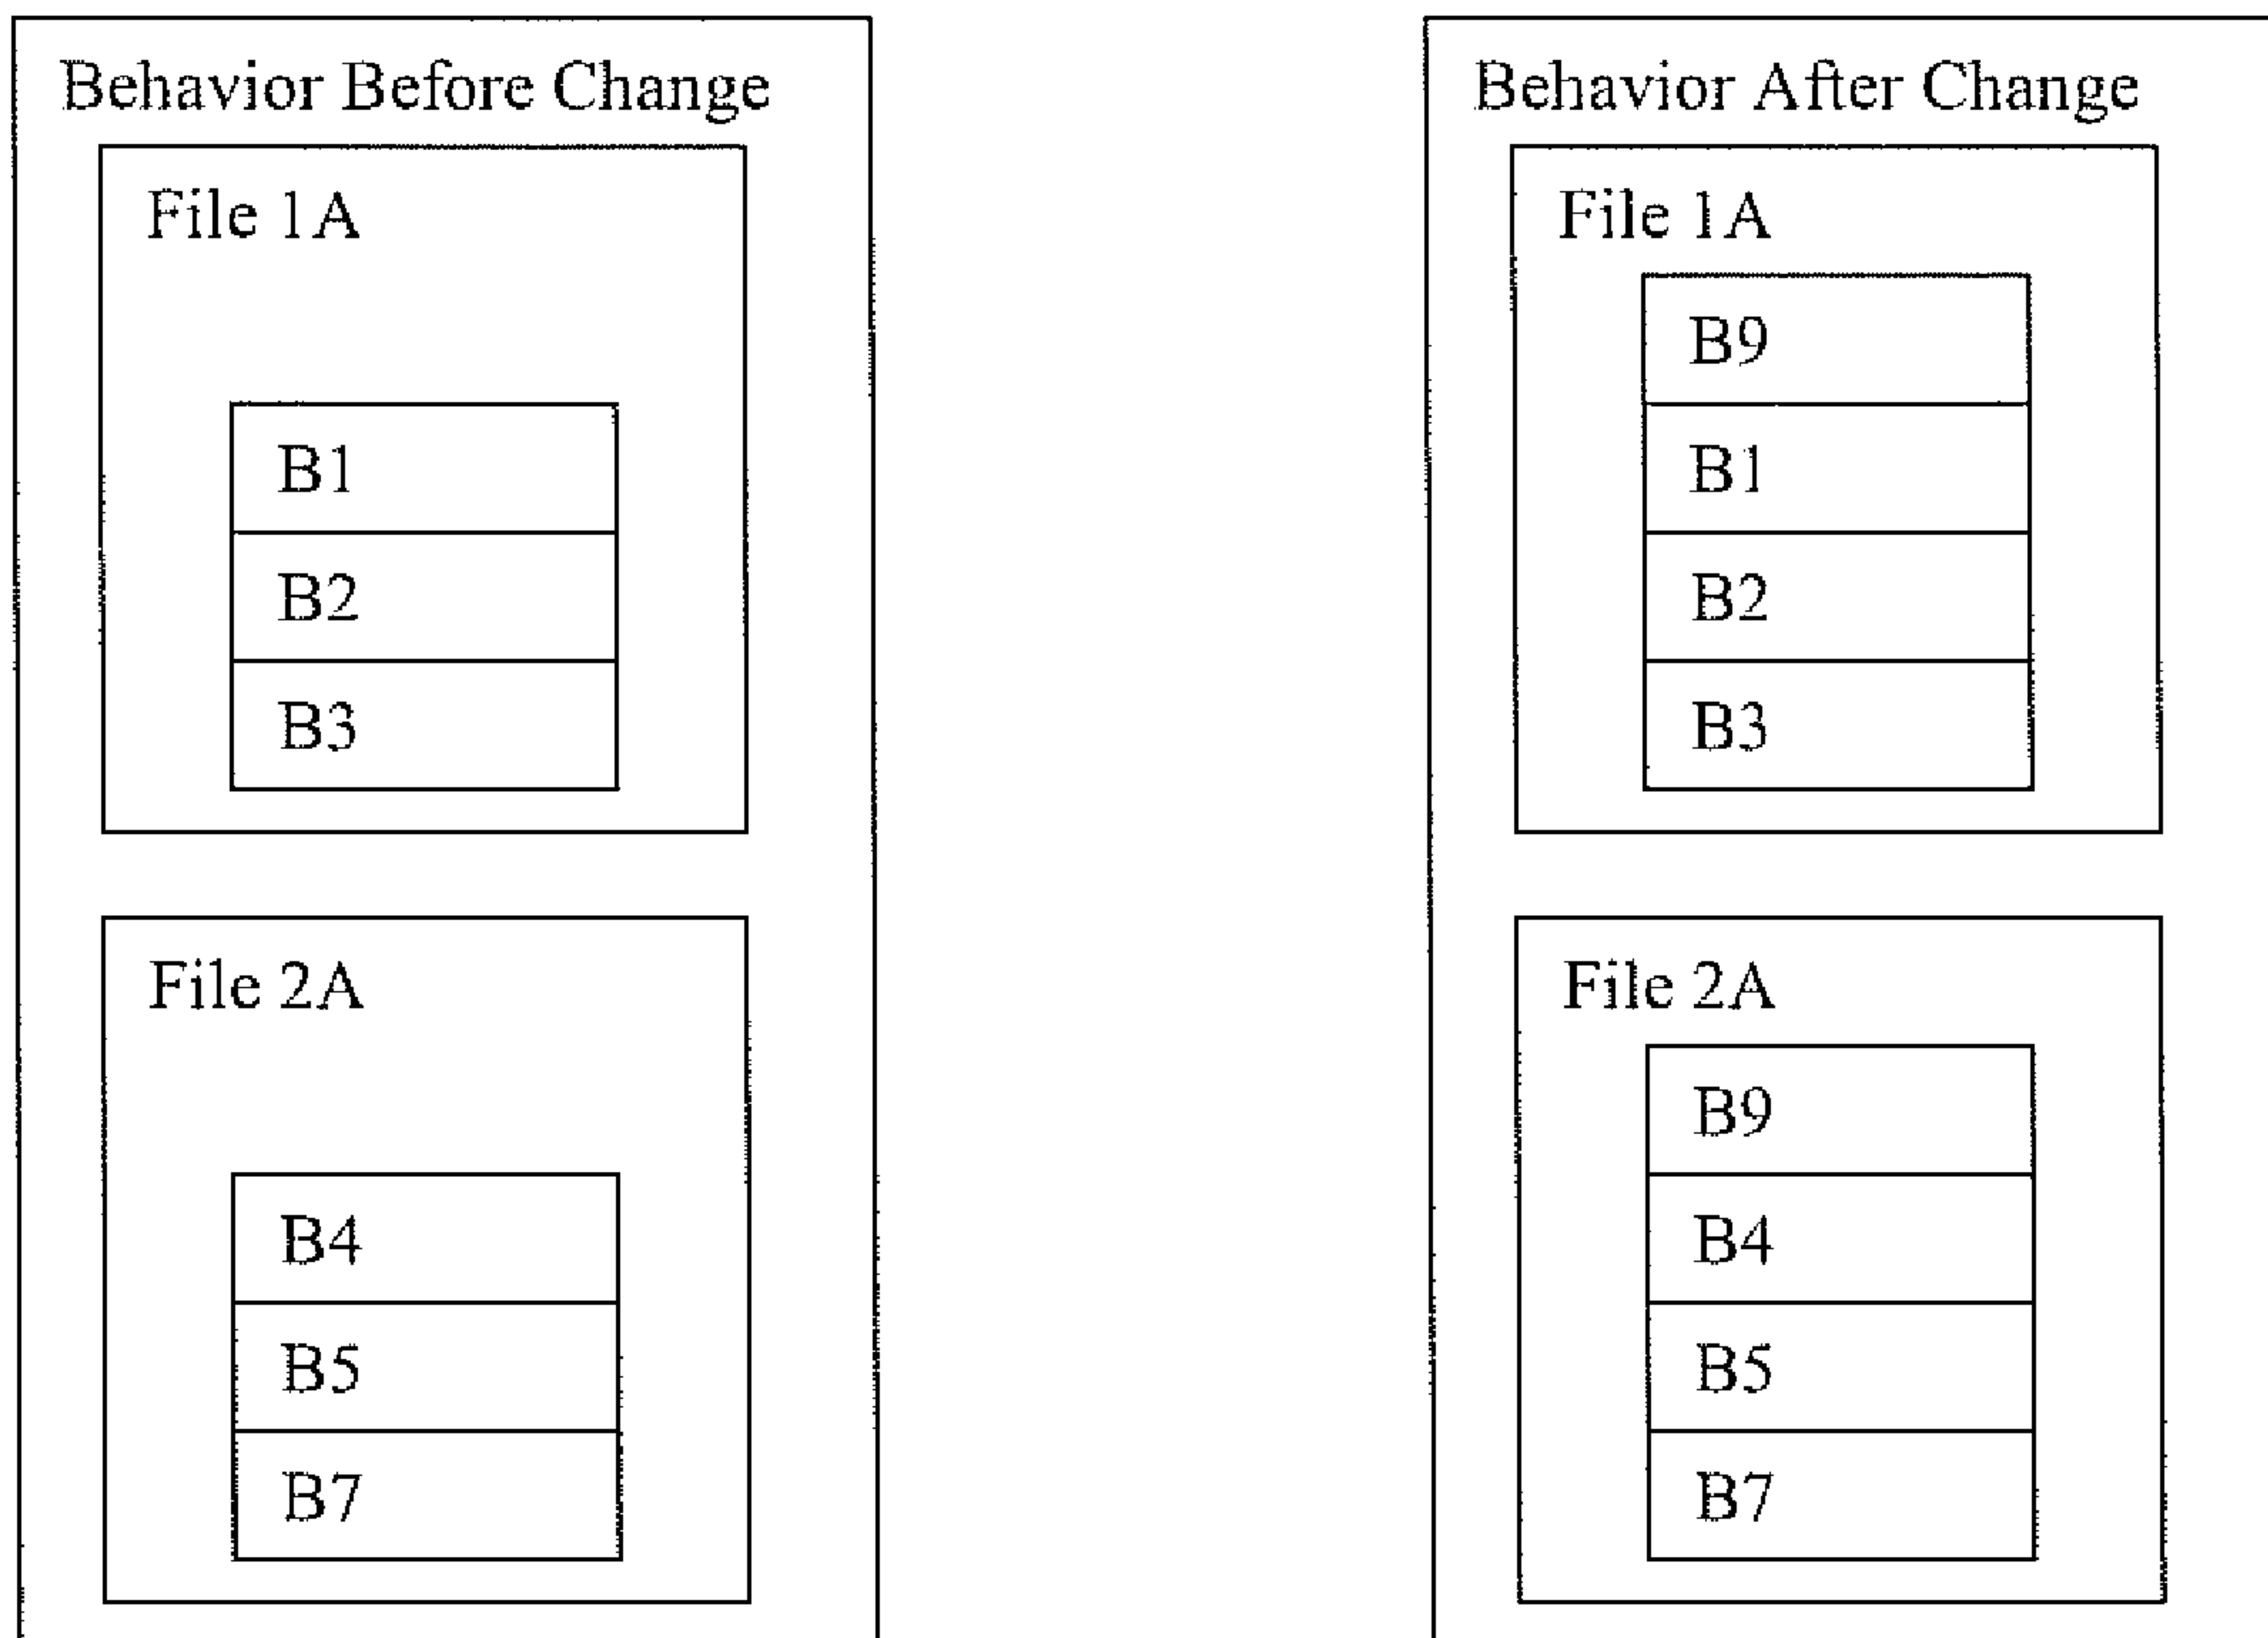 Behavior Before Change
File 1A
B1
B2
B3
File 2A
B4
B5
B7
Behavior After Change
File 1A
B9
B1
B2
B3
File 2A
B9
B4
B5
B7